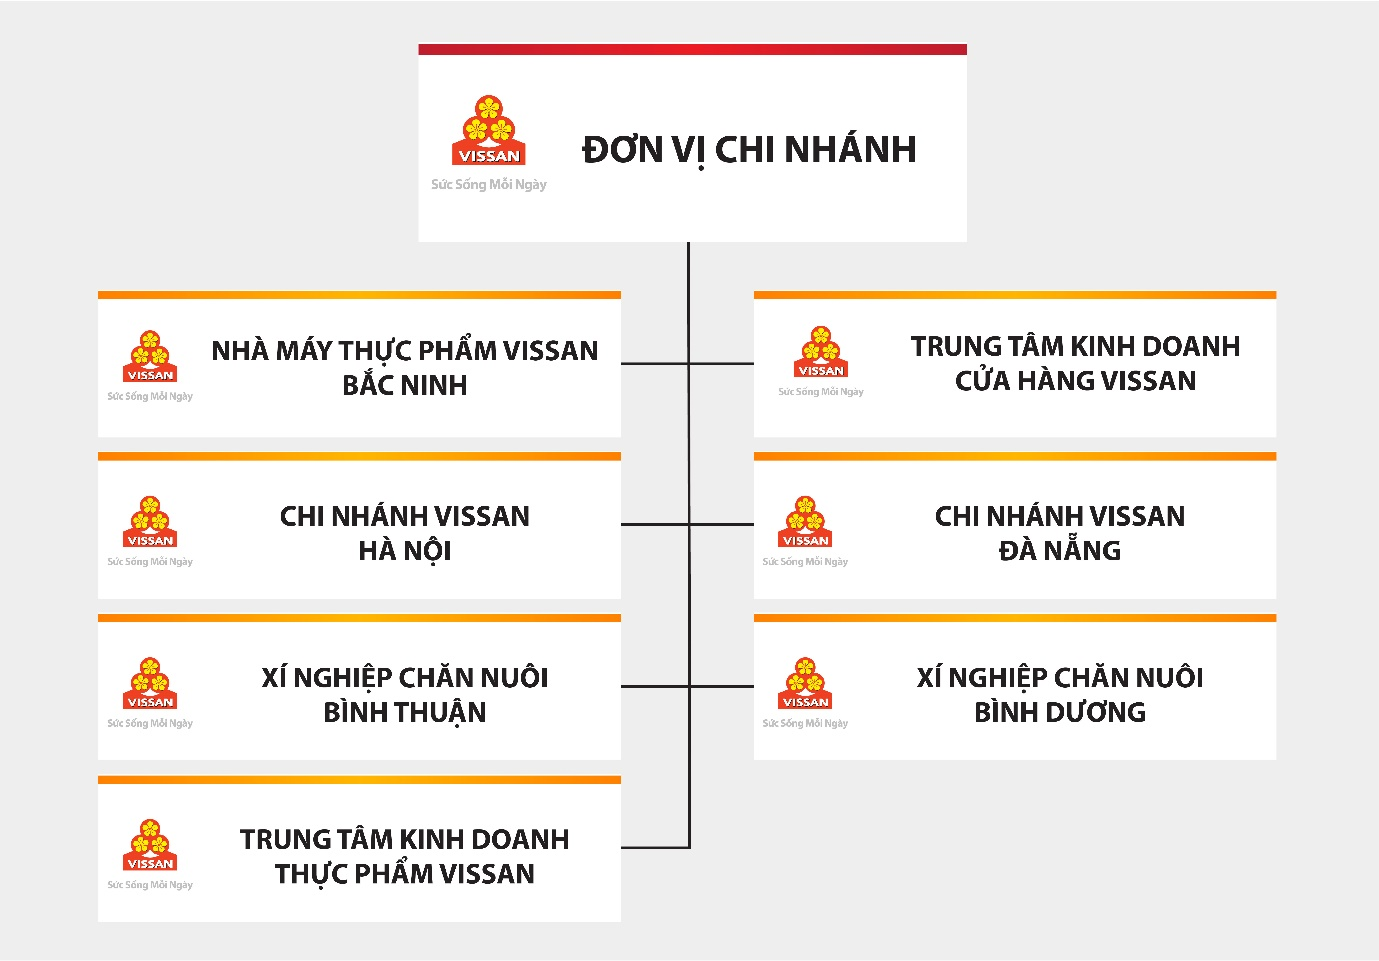 VISSAN
Sức Sống Mỗi Ngày
ĐƠN VỊ CHI NHÁNH
VISSAN
Sức Sống Mỗi Ngày
NHÀ MÁY THỰC PHẨM VISSAN
BẮC NINH
VISSAN
Sức Sống Mỗi Ngày
TRUNG TÂM KINH DOANH
CỬA HÀNG VISSAN
VISSAN
Sức Sống Mỗi Ngày
CHI NHÁNH VISSAN
HÀ NỘI
VISSAN
Sức Sống Mỗi Ngày
CHI NHÁNH VISSAN
ĐÀ NẴNG
VISSAN
Sức Sống Mỗi Ngày
XÍ NGHIỆP CHĂN NUÔI
BÌNH THUẬN
VISSAN
Sức Sống Mỗi Ngày
XÍ NGHIỆP CHĂN NUÔI
BÌNH DƯƠNG
VISSAN
Sức Sống Mỗi Ngày
TRUNG TÂM KINH DOANH
THỰC PHẨM VISSAN